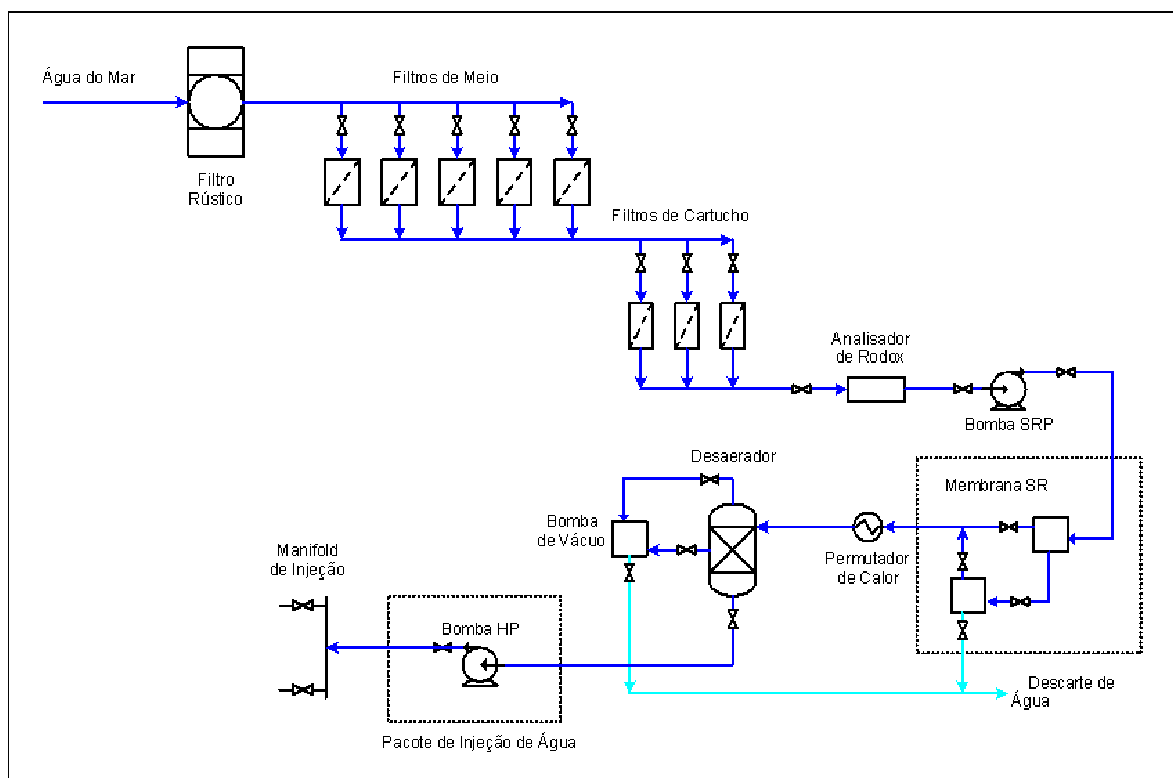 Água do Mar
Filtros de Meio
Filtro
Rústico
Filtros de Cartucho
Analisador
de Rodox
Bomba SRP
Desaerador
Membrana SR
Bomba
de Vácuo
Permutador
de Calor
Manifold
de Injeção
Bomba HP
Descarte de
Água
Pacote de Injeção de Água